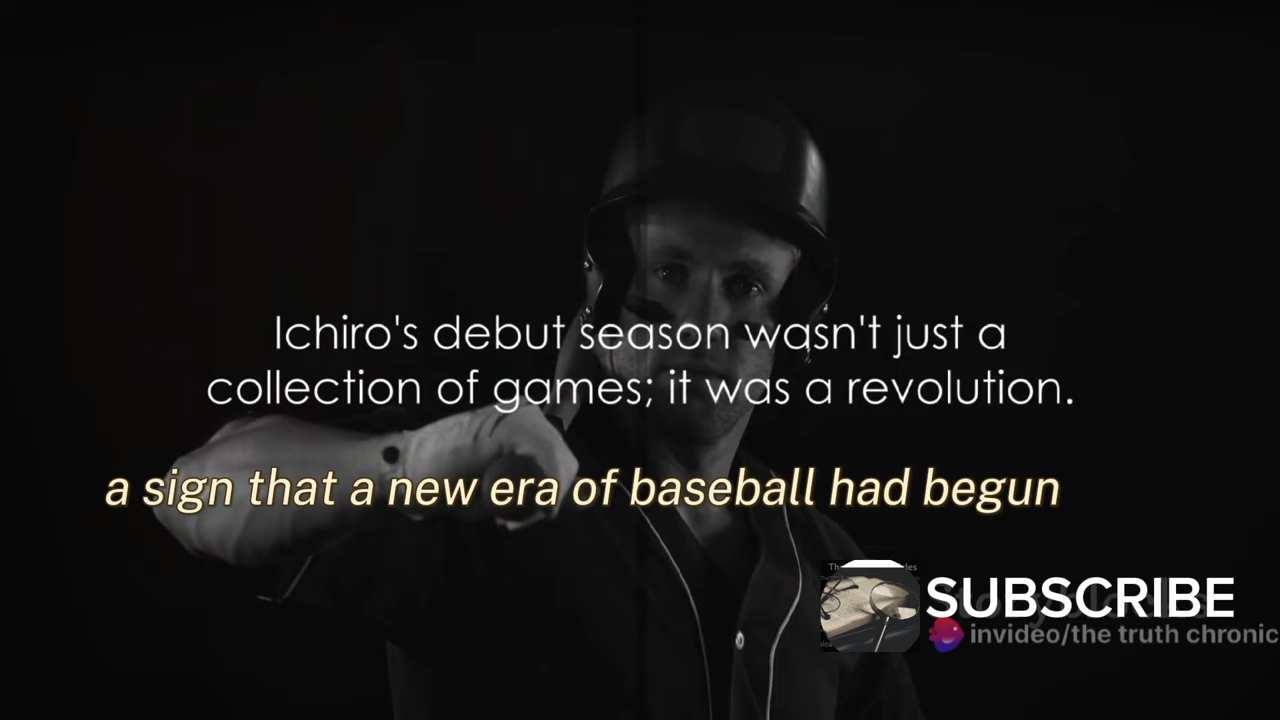 Ichiro's debut season wasn't just a
collection of games; it was a revolution.
a sign that a new era of baseball had begun
SUBSCRIBE
invideo/the truth chronic